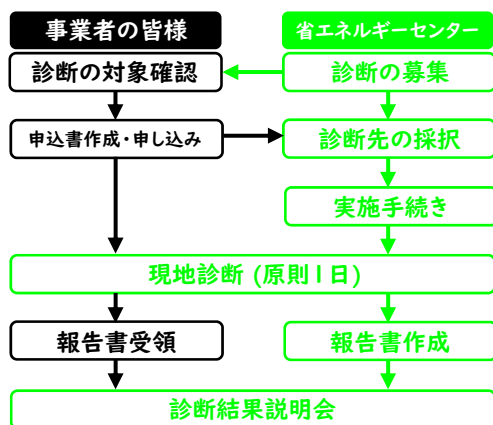 事業者の皆様
省エネルギーセンター
診断の対象確認
診断の募集
申込書作成・申し込み
診断先の採択
実施手続き
現地診断 (原則1日)
報告書受領
報告書作成
診断結果説明会